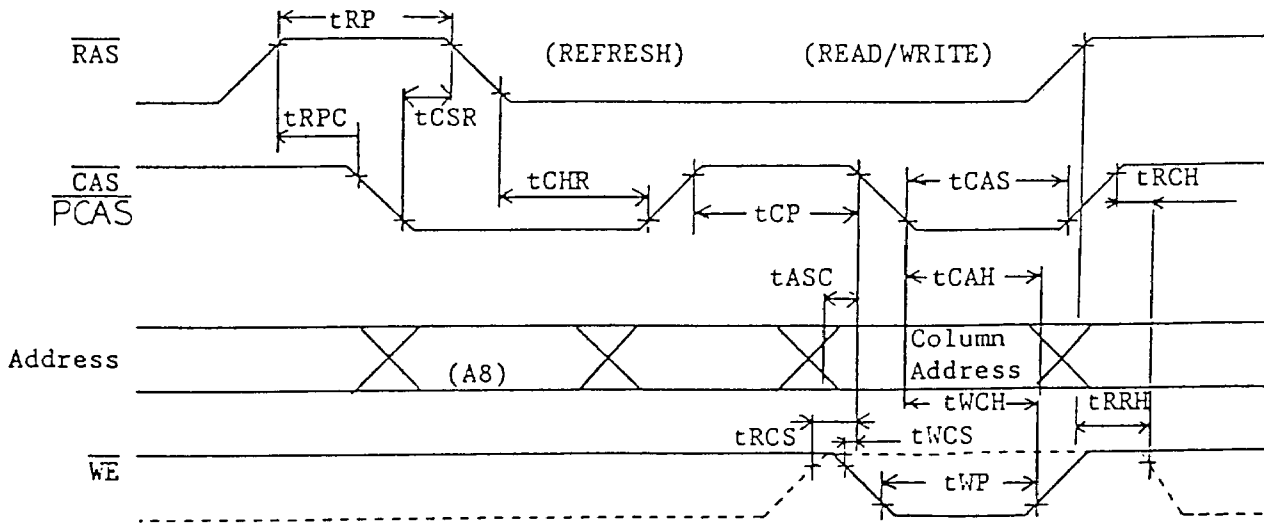 tRP
RAS
(REFRESH)
(READ/WRITE)
tCSR
tRPC
CAS
PCAS
tCHR
tCAS
tRCH
tCP
tASC
tCAH
Address
(A8)
Column
Address
tWCH
tRRH
tRCS
tWCS
WE
tWP